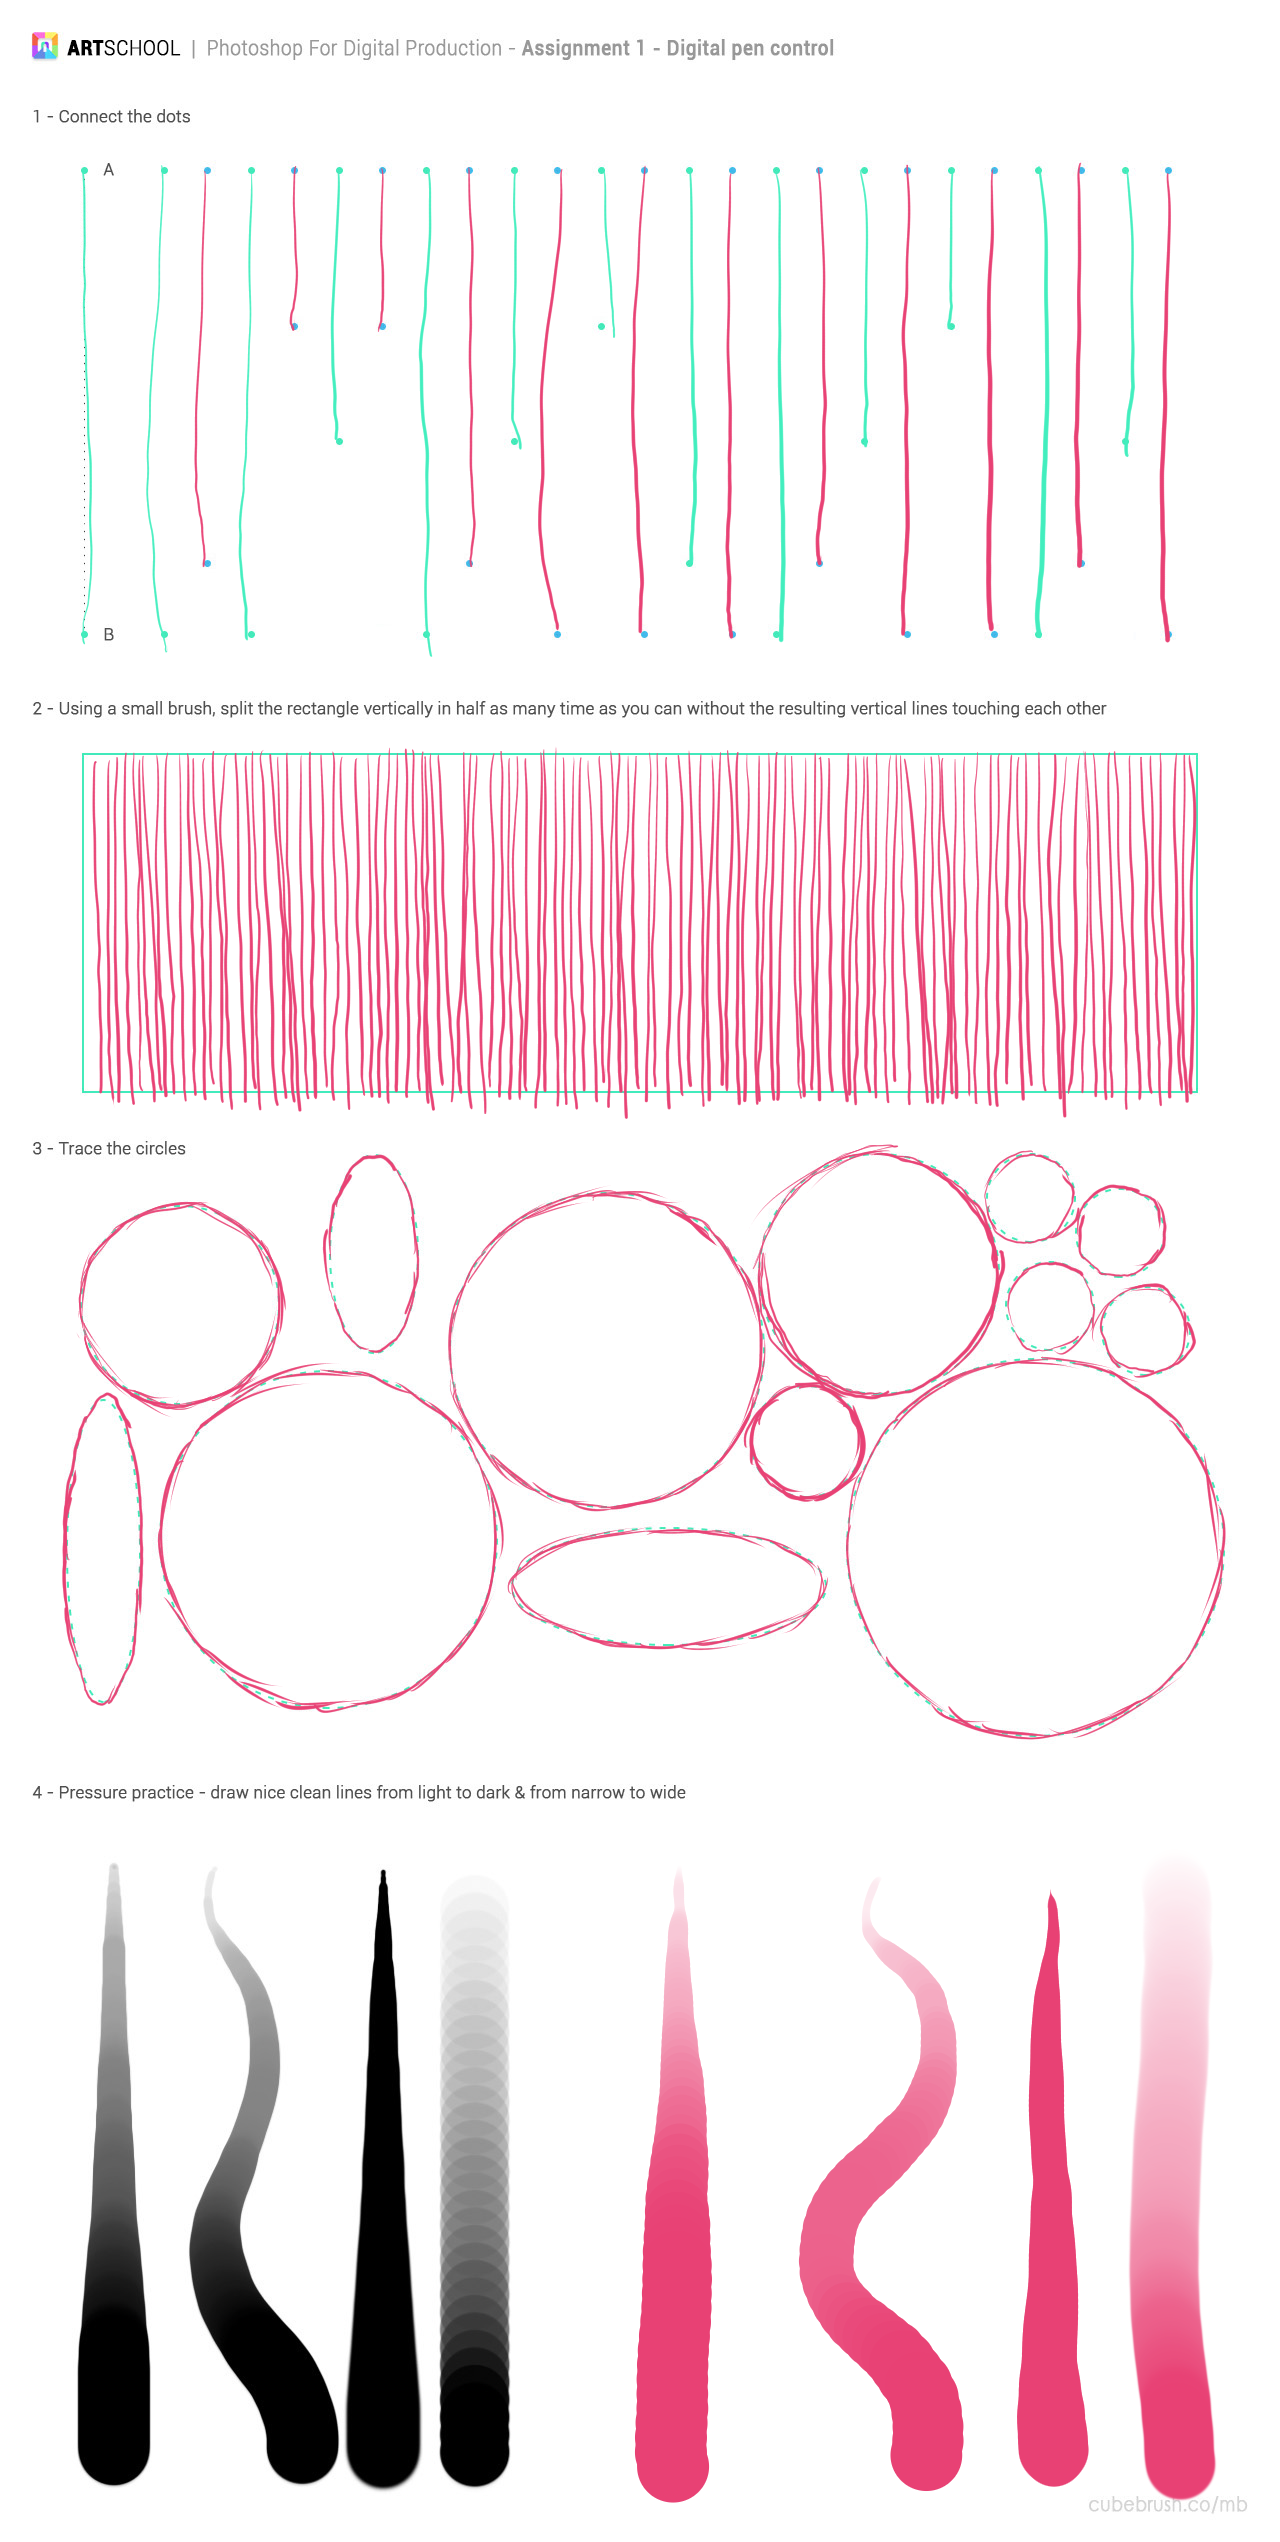 ARTSCHOOL | Photoshop For Digital Production - Assignment 1 - Digital pen control
1 - Connect the dots
A
B
2 - Using a small brush, split the rectangle vertically in half as many time as you can without the resulting vertical lines touching each other
3 - Trace the circles
4 - Pressure practice - draw nice clean lines from light to dark & from narrow to wide
cubebrush.co/mb